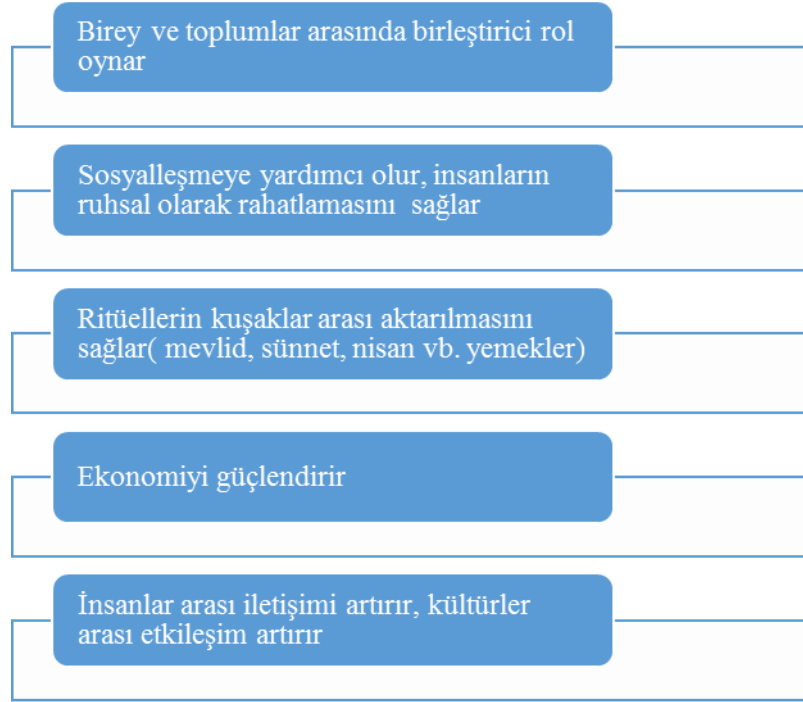 Birey ve toplumlar arasında birleştirici rol
oynar
Sosyalleşmeye yardımcı olur, insanların
ruhsal olarak rahatlamasını  sağlar
Ritüellerin kuşaklar arası aktarılmasını
sağlar( mevlid, sünnet, nisan vb. yemekler)
Ekonomiyi güçlendirir
İnsanlar arası iletişimi artırır, kültürler
arası etkileşim artırır